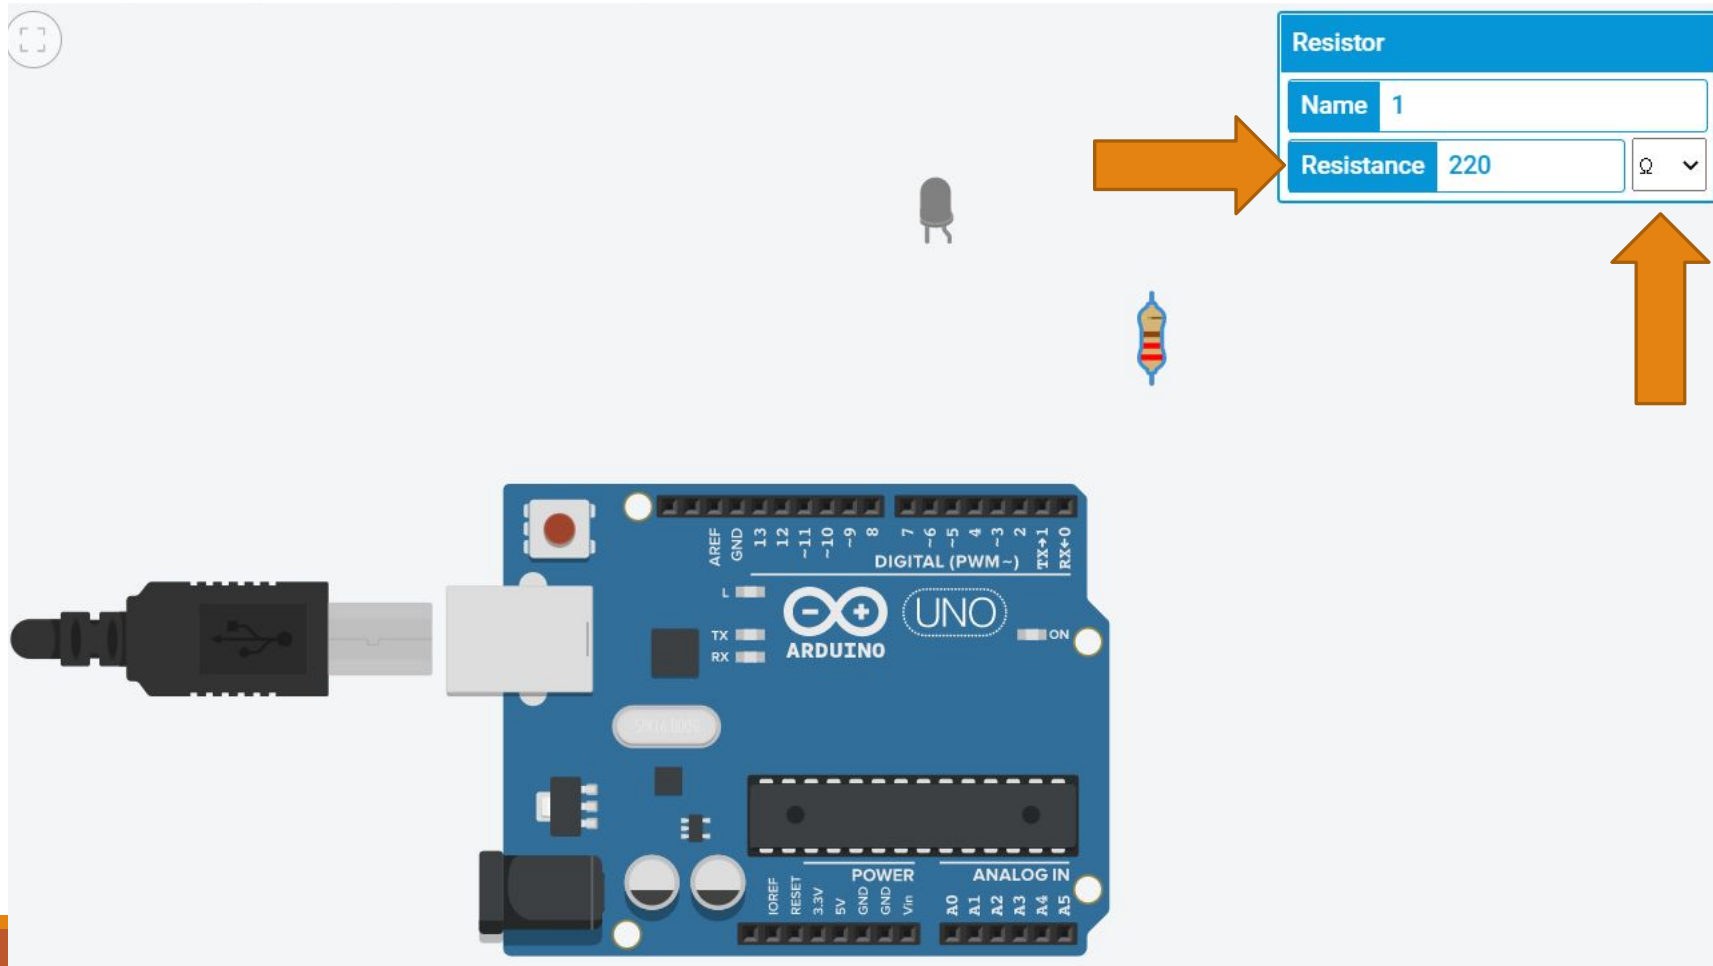 Resistor
Name 1
Resistance 220 Ω
AREF
GND
13
12
~11
~10
~9
8
7
~6
~5
4
~3
2
TX→1
RX←0
DIGITAL (PWM~)
L
TX
RX
UNO
ARDUINO
ON
POWER
ANALOG IN
IOREF
RESET
3.3V
5V
GND
GND
Vin
A0
A1
A2
A3
A4
A5